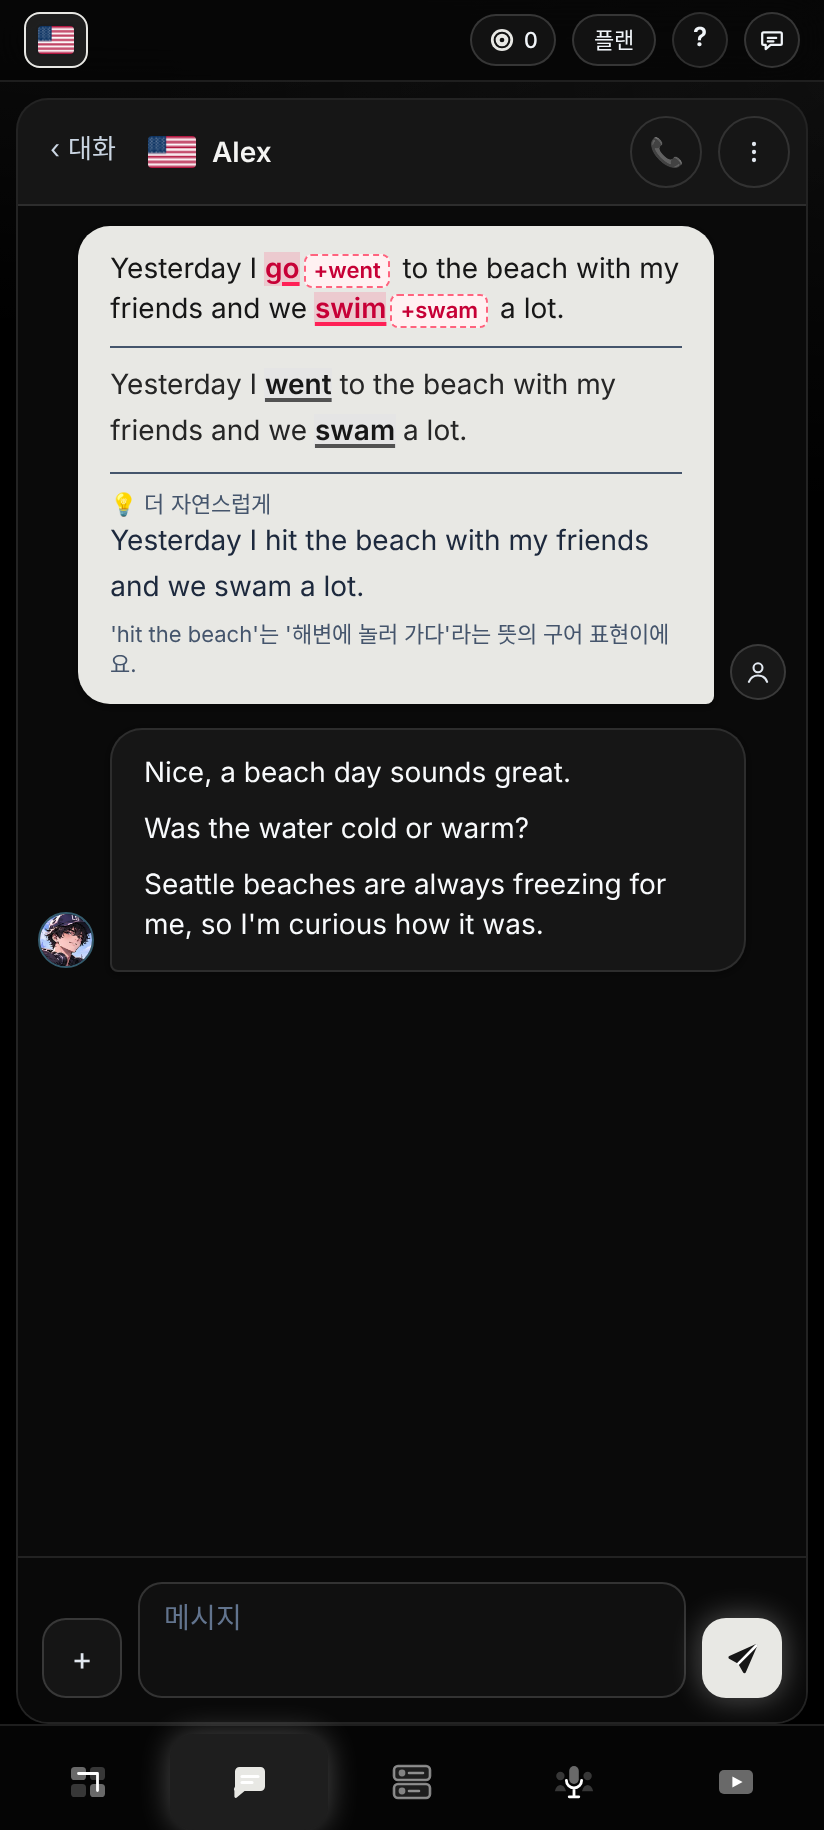 0
플랜
?
‹ 대화
Alex
Yesterday I go +went to the beach with my
friends and we swim +swam a lot.
Yesterday I went to the beach with my
friends and we swam a lot.
💡 더 자연스럽게
Yesterday I hit the beach with my friends
and we swam a lot.
'hit the beach'는 '해변에 놀러 가다'라는 뜻의 구어 표현이에
요.
Nice, a beach day sounds great.
Was the water cold or warm?
Seattle beaches are always freezing for
me, so I'm curious how it was.
메시지
+